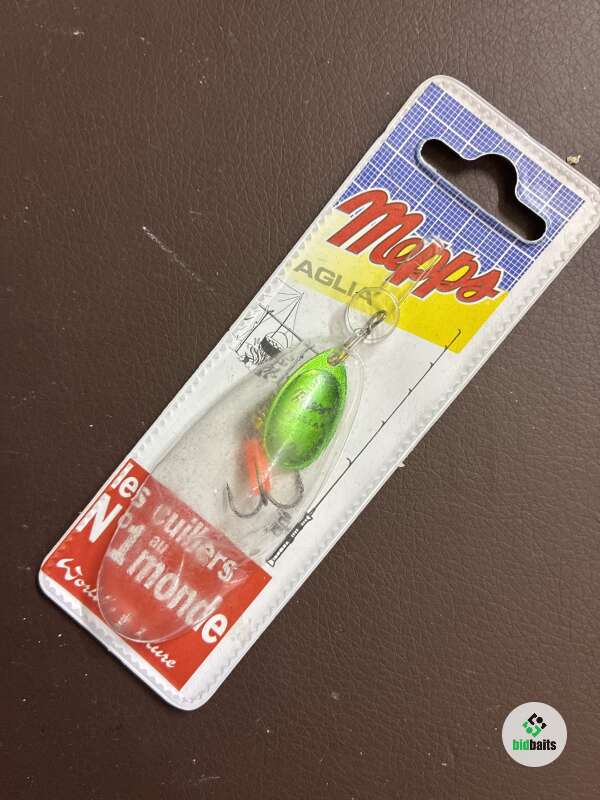 Mepps
AGLIA
les cuillers
N° 1 au monde
bidbaits